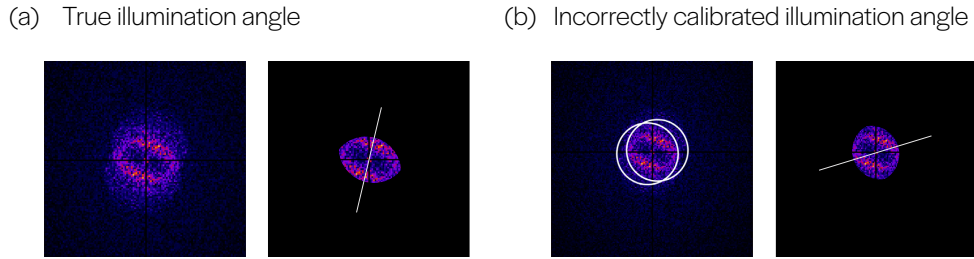 (a) True illumination angle
(b) Incorrectly calibrated illumination angle